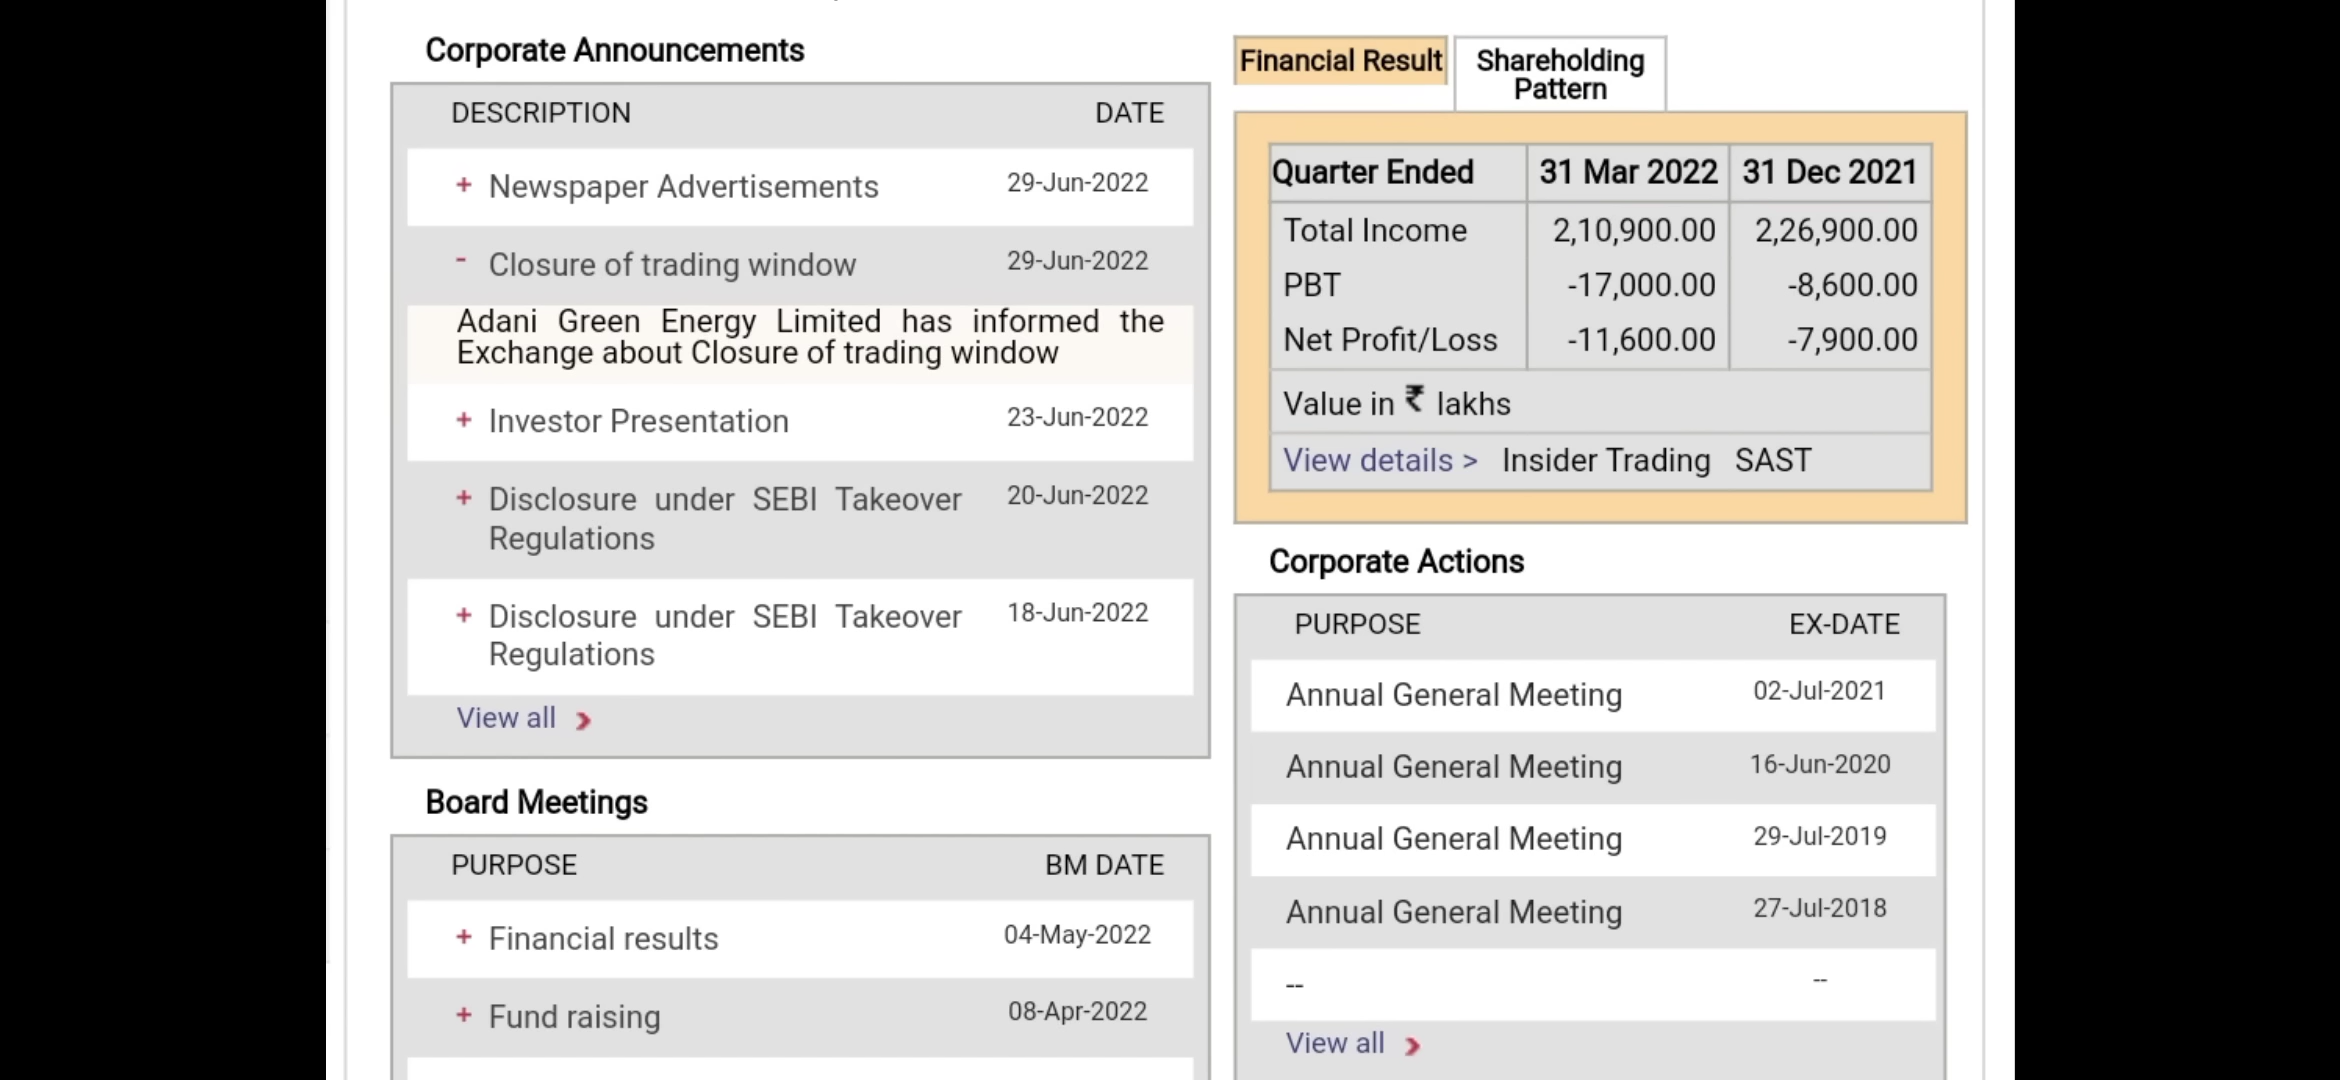 Corporate Announcements
DESCRIPTION DATE
+ Newspaper Advertisements 29-Jun-2022
- Closure of trading window 29-Jun-2022
Adani Green Energy Limited has informed the
Exchange about Closure of trading window
+ Investor Presentation 23-Jun-2022
+ Disclosure under SEBI Takeover 20-Jun-2022
Regulations
+ Disclosure under SEBI Takeover 18-Jun-2022
Regulations
View all
Board Meetings
PURPOSE BM DATE
+ Financial results 04-May-2022
+ Fund raising 08-Apr-2022
Financial Result
Shareholding
Pattern
Quarter Ended 31 Mar 2022 31 Dec 2021
Total Income 2,10,900.00 2,26,900.00
PBT -17,000.00 -8,600.00
Net Profit/Loss -11,600.00 -7,900.00
Value in ₹ lakhs
View details > Insider Trading SAST
Corporate Actions
PURPOSE EX-DATE
Annual General Meeting 02-Jul-2021
Annual General Meeting 16-Jun-2020
Annual General Meeting 29-Jul-2019
Annual General Meeting 27-Jul-2018
-- --
View all